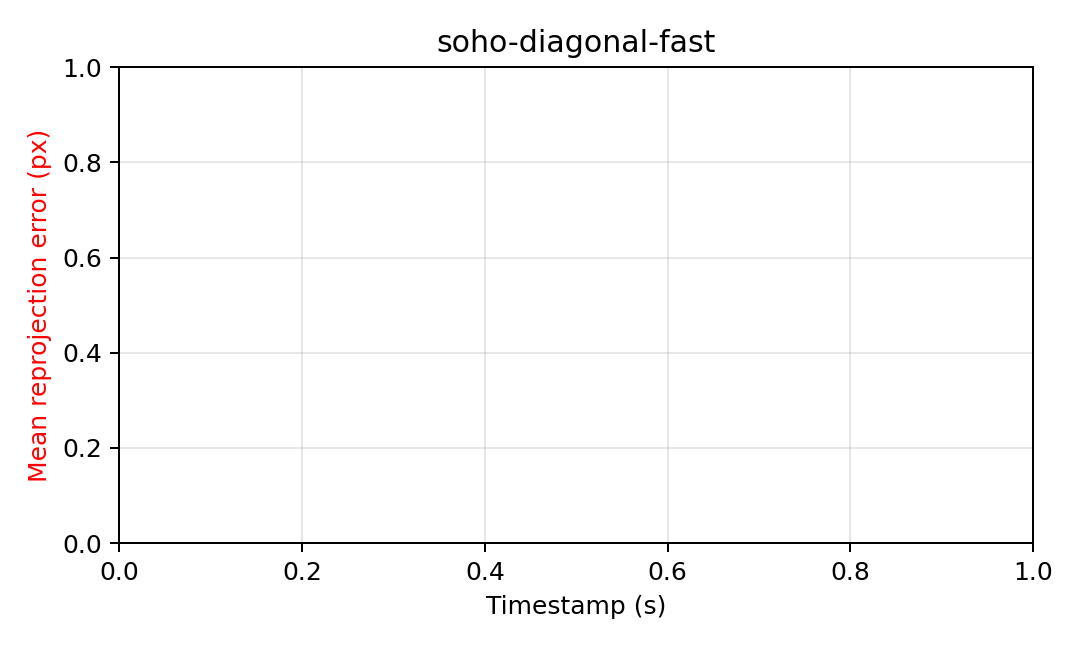 soho-diagonal-fast
Mean reprojection error (px)
1.0
0.8
0.6
0.4
0.2
0.0
0.0 0.2 0.4 0.6 0.8 1.0
Timestamp (s)